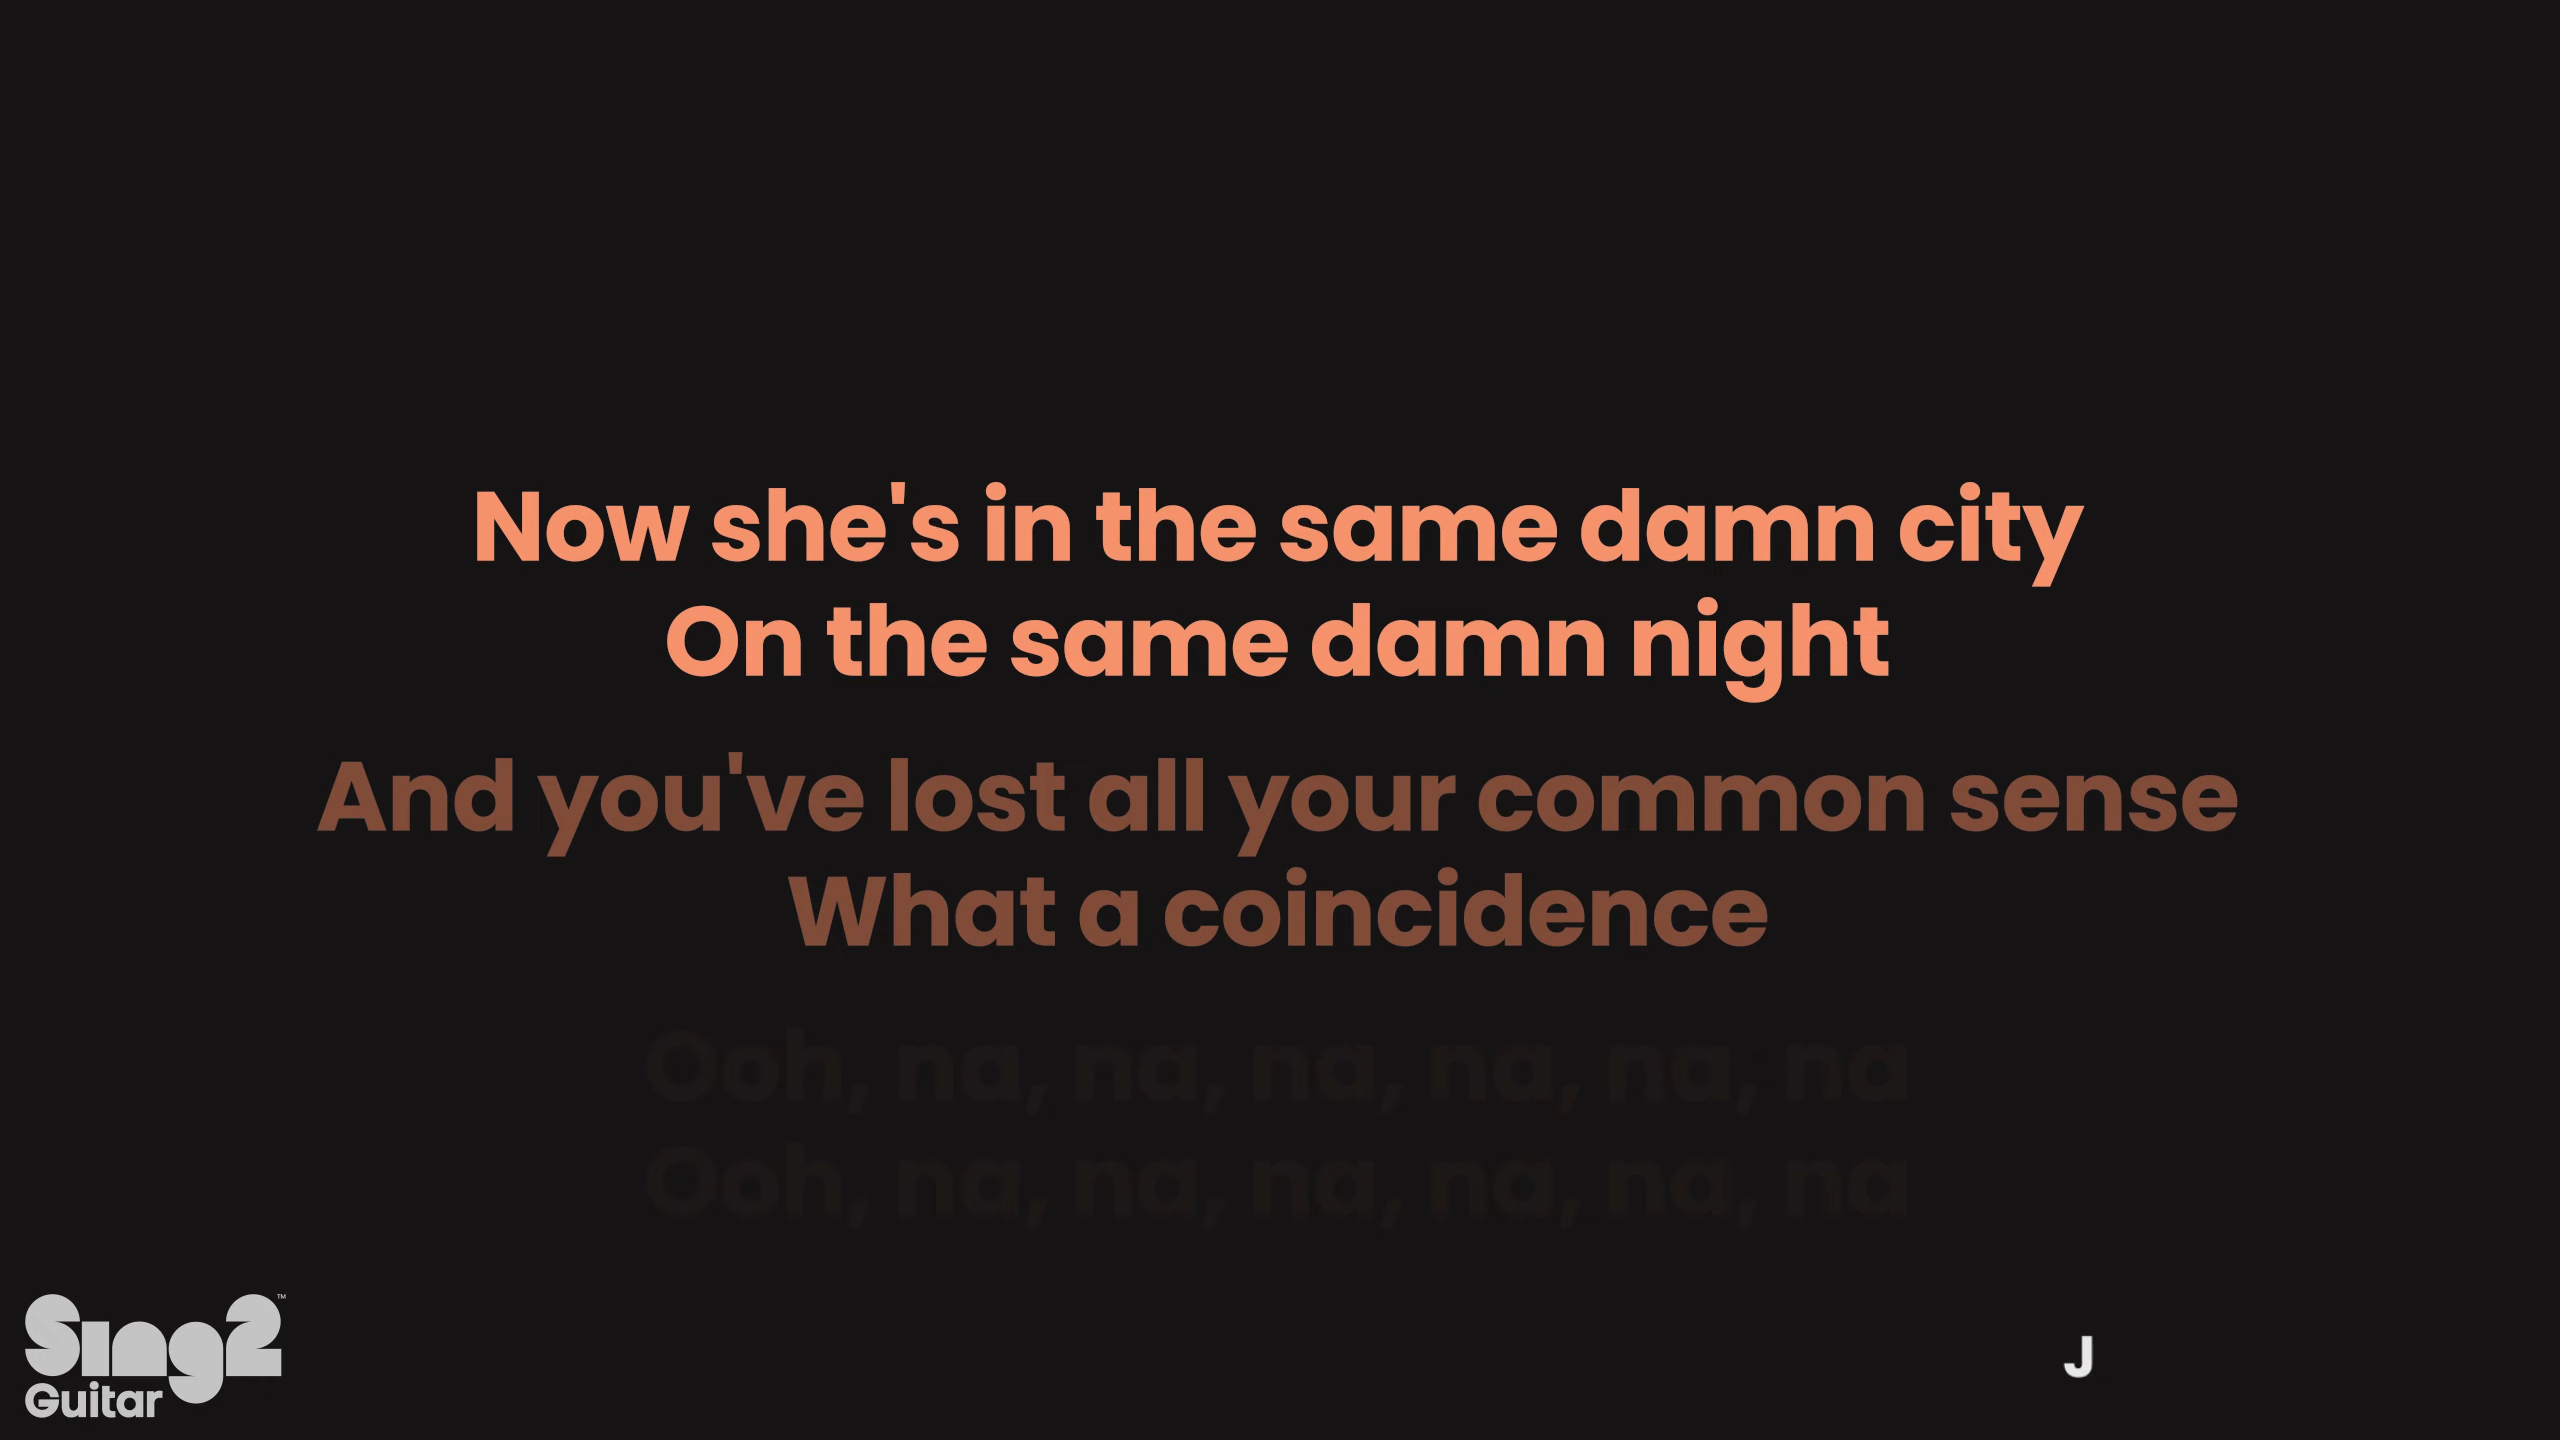 Now she's in the same damn city
On the same damn night
And you've lost all your common sense
What a coincidence
Ooh, na, na, na, na, na, na
Ooh, na, na, na, na, na, na
Sing2™
Guitar
J